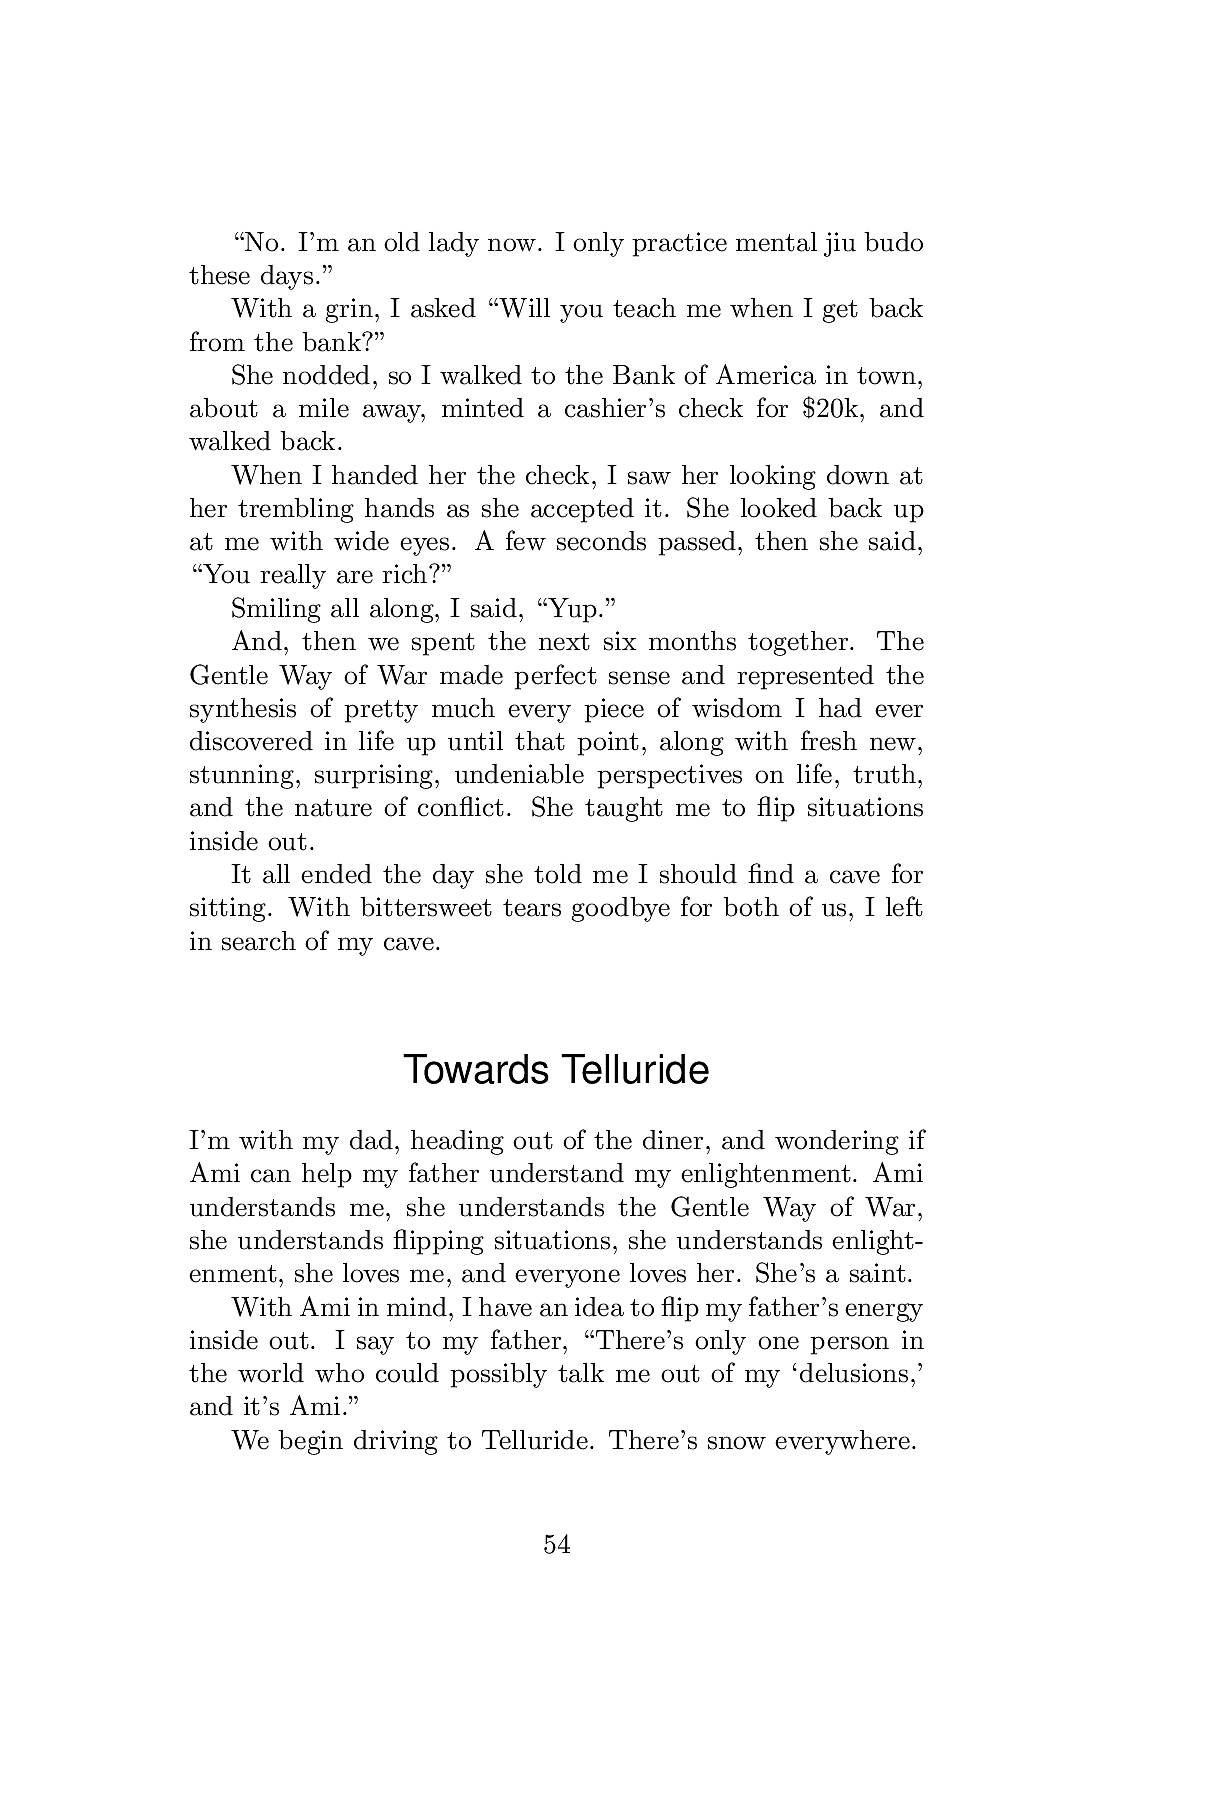 “No. I’m an old lady now. I only practice mental jiu budo
these days.”
With a grin, I asked “Will you teach me when I get back
from the bank?”
She nodded, so I walked to the Bank of America in town,
about a mile away, minted a cashier’s check for $20k, and
walked back.
When I handed her the check, I saw her looking down at
her trembling hands as she accepted it. She looked back up
at me with wide eyes. A few seconds passed, then she said,
“You really are rich?”
Smiling all along, I said, “Yup.”
And, then we spent the next six months together. The
Gentle Way of War made perfect sense and represented the
synthesis of pretty much every piece of wisdom I had ever
discovered in life up until that point, along with fresh new,
stunning, surprising, undeniable perspectives on life, truth,
and the nature of conflict. She taught me to flip situations
inside out.
It all ended the day she told me I should find a cave for
sitting. With bittersweet tears goodbye for both of us, I left
in search of my cave.
Towards Telluride
I’m with my dad, heading out of the diner, and wondering if
Ami can help my father understand my enlightenment. Ami
understands me, she understands the Gentle Way of War,
she understands flipping situations, she understands enlight-
enment, she loves me, and everyone loves her. She’s a saint.
With Ami in mind, I have an idea to flip my father’s energy
inside out. I say to my father, “There’s only one person in
the world who could possibly talk me out of my ‘delusions,’
and it’s Ami.”
We begin driving to Telluride. There’s snow everywhere.
54